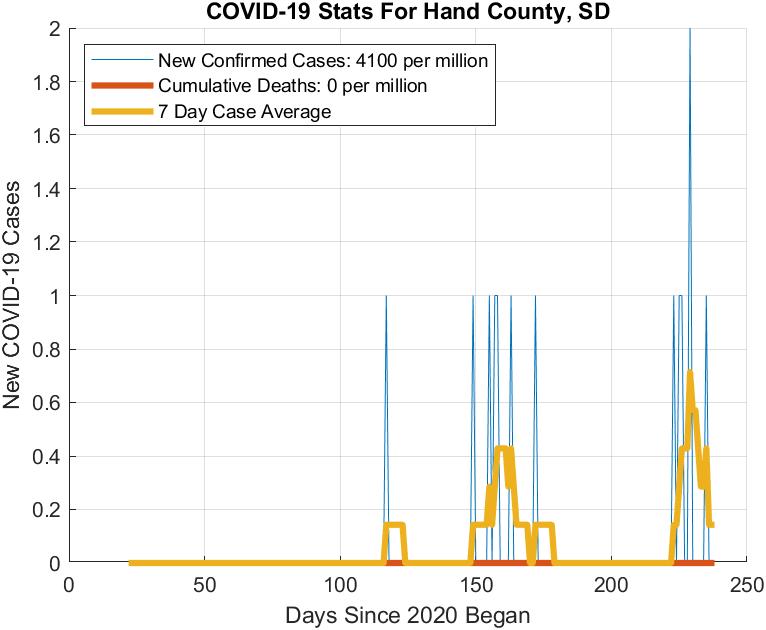 COVID-19 Stats For Hand County, SD
New Confirmed Cases: 4100 per million
Cumulative Deaths: 0 per million
7 Day Case Average
New COVID-19 Cases
2
1.8
1.6
1.4
1.2
1
0.8
0.6
0.4
0.2
0
0 50 100 150 200 250
Days Since 2020 Began